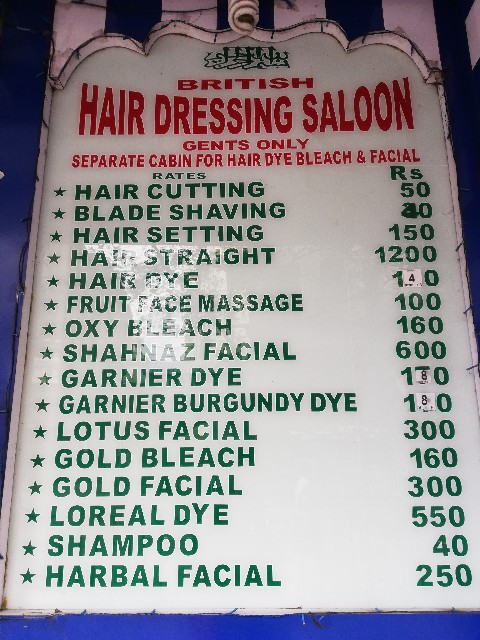 BRITISH
HAIR DRESSING SALOON
GENTS ONLY
SEPARATE CABIN FOR HAIR DYE BLEACH & FACIAL
RATES Rs
★ HAIR CUTTING 50
★ BLADE SHAVING
★ HAIR SETTING 150
★ HAIR STRAIGHT 1200
★ HAIR DYE 140
★ FRUIT FACE MASSAGE 100
★ OXY BLEACH 160
★ SHAHNAZ FACIAL 600
★ GARNIER DYE 180
★ GARNIER BURGUNDY DYE 180
★ LOTUS FACIAL 300
★ GOLD BLEACH 160
★ GOLD FACIAL 300
★ LOREAL DYE 550
★ SHAMPOO 40
★ HARBAL FACIAL 250